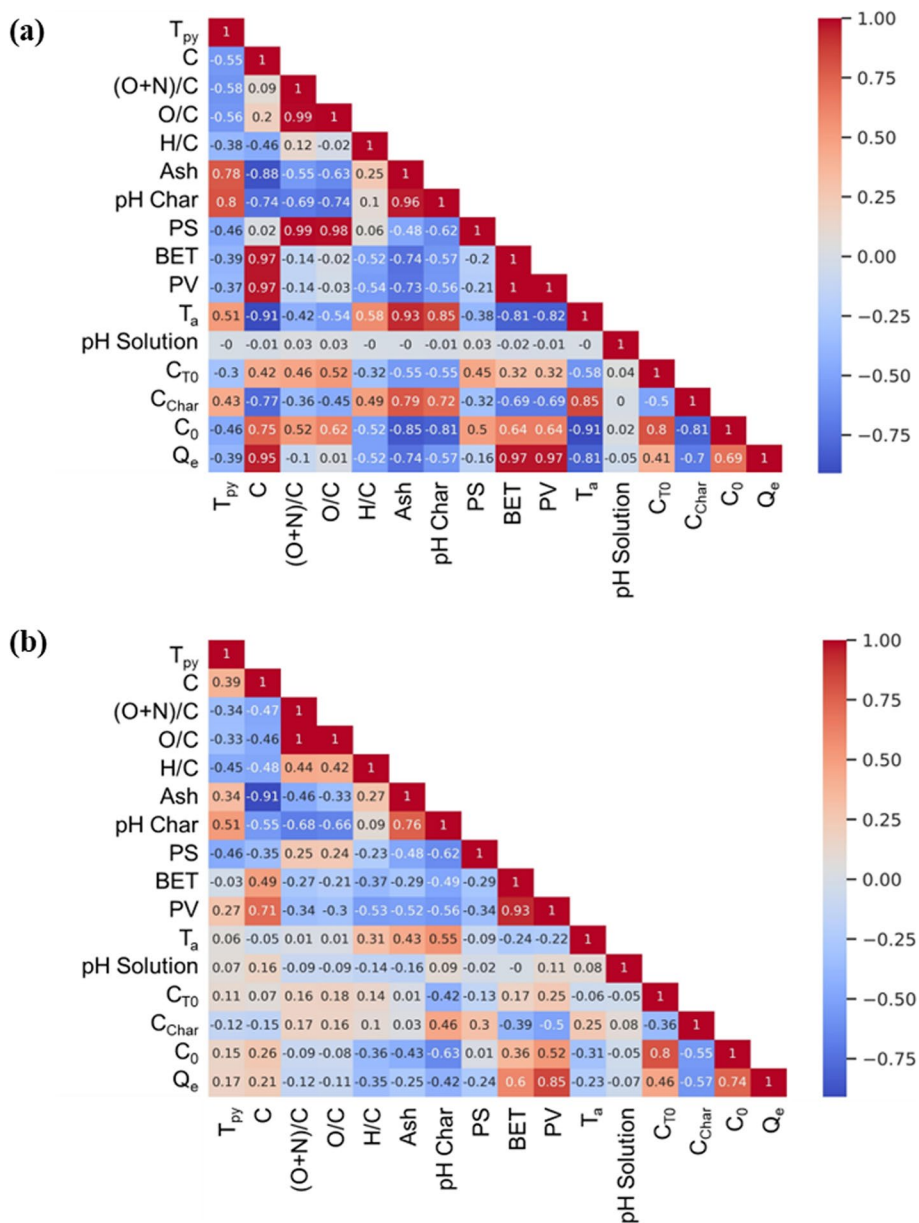 (a)
T_py 1 1.00
C -0.55 1
(O+N)/C -0.58 0.09 1 0.75
O/C -0.56 0.2 0.99 1
H/C -0.38 -0.46 0.12 -0.02 1 0.50
Ash 0.78 -0.88 -0.55 -0.63 0.25 1
pH Char 0.8 -0.74 -0.69 -0.74 0.1 0.96 1 0.25
PS -0.46 0.02 0.99 0.98 0.06 -0.48 -0.62 1
BET -0.39 0.97 -0.14 -0.02 -0.52 -0.74 -0.57 -0.2 1 0.00
PV -0.37 0.97 -0.14 -0.03 -0.54 -0.73 -0.56 -0.21 1 1
T_a 0.51 -0.91 -0.42 -0.54 0.58 0.93 0.85 -0.38 -0.81 -0.82 1 −0.25
pH Solution -0 -0.01 0.03 0.03 -0 -0 -0.01 0.03 -0.02 -0.01 -0 1
C_T0 -0.3 0.42 0.46 0.52 -0.32 -0.55 -0.55 0.45 0.32 0.32 -0.58 0.04 1 −0.50
C_Char 0.43 -0.77 -0.36 -0.45 0.49 0.79 0.72 -0.32 -0.69 -0.69 0.85 0 -0.5 1
C_0 -0.46 0.75 0.52 0.62 -0.52 -0.85 -0.81 0.5 0.64 0.64 -0.91 0.02 0.8 -0.81 1 −0.75
Q_e -0.39 0.95 -0.1 0.01 -0.52 -0.74 -0.57 -0.16 0.97 0.97 -0.81 -0.05 0.41 -0.7 0.69 1
T_py C (O+N)/C O/C H/C Ash pH Char PS BET PV T_a pH Solution C_T0 C_Char C_0 Q_e
(b)
T_py 1 1.00
C 0.39 1
(O+N)/C -0.34 -0.47 1 0.75
O/C -0.33 -0.46 1 1
H/C -0.45 -0.48 0.44 0.42 1 0.50
Ash 0.34 -0.91 -0.46 -0.33 0.27 1
pH Char 0.51 -0.55 -0.68 -0.66 0.09 0.76 1 0.25
PS -0.46 -0.35 0.25 0.24 -0.23 -0.48 -0.62 1
BET -0.03 0.49 -0.27 -0.21 -0.37 -0.29 -0.49 -0.29 1 0.00
PV 0.27 0.71 -0.34 -0.3 -0.53 -0.52 -0.56 -0.34 0.93 1
T_a 0.06 -0.05 0.01 0.01 0.31 0.43 0.55 -0.09 -0.24 -0.22 1 −0.25
pH Solution 0.07 0.16 -0.09 -0.09 -0.14 -0.16 0.09 -0.02 -0 0.11 0.08 1
C_T0 0.11 0.07 0.16 0.18 0.14 0.01 -0.42 -0.13 0.17 0.25 -0.06 -0.05 1 −0.50
C_Char -0.12 -0.15 0.17 0.16 0.1 0.03 0.46 0.3 -0.39 -0.5 0.25 0.08 -0.36 1
C_0 0.15 0.26 -0.09 -0.08 -0.36 -0.43 -0.63 0.01 0.36 0.52 -0.31 -0.05 0.8 -0.55 1 −0.75
Q_e 0.17 0.21 -0.12 -0.11 -0.35 -0.25 -0.42 -0.24 0.6 0.85 -0.23 -0.07 0.46 -0.57 0.74 1
T_py C (O+N)/C O/C H/C Ash pH Char PS BET PV T_a pH Solution C_T0 C_Char C_0 Q_e